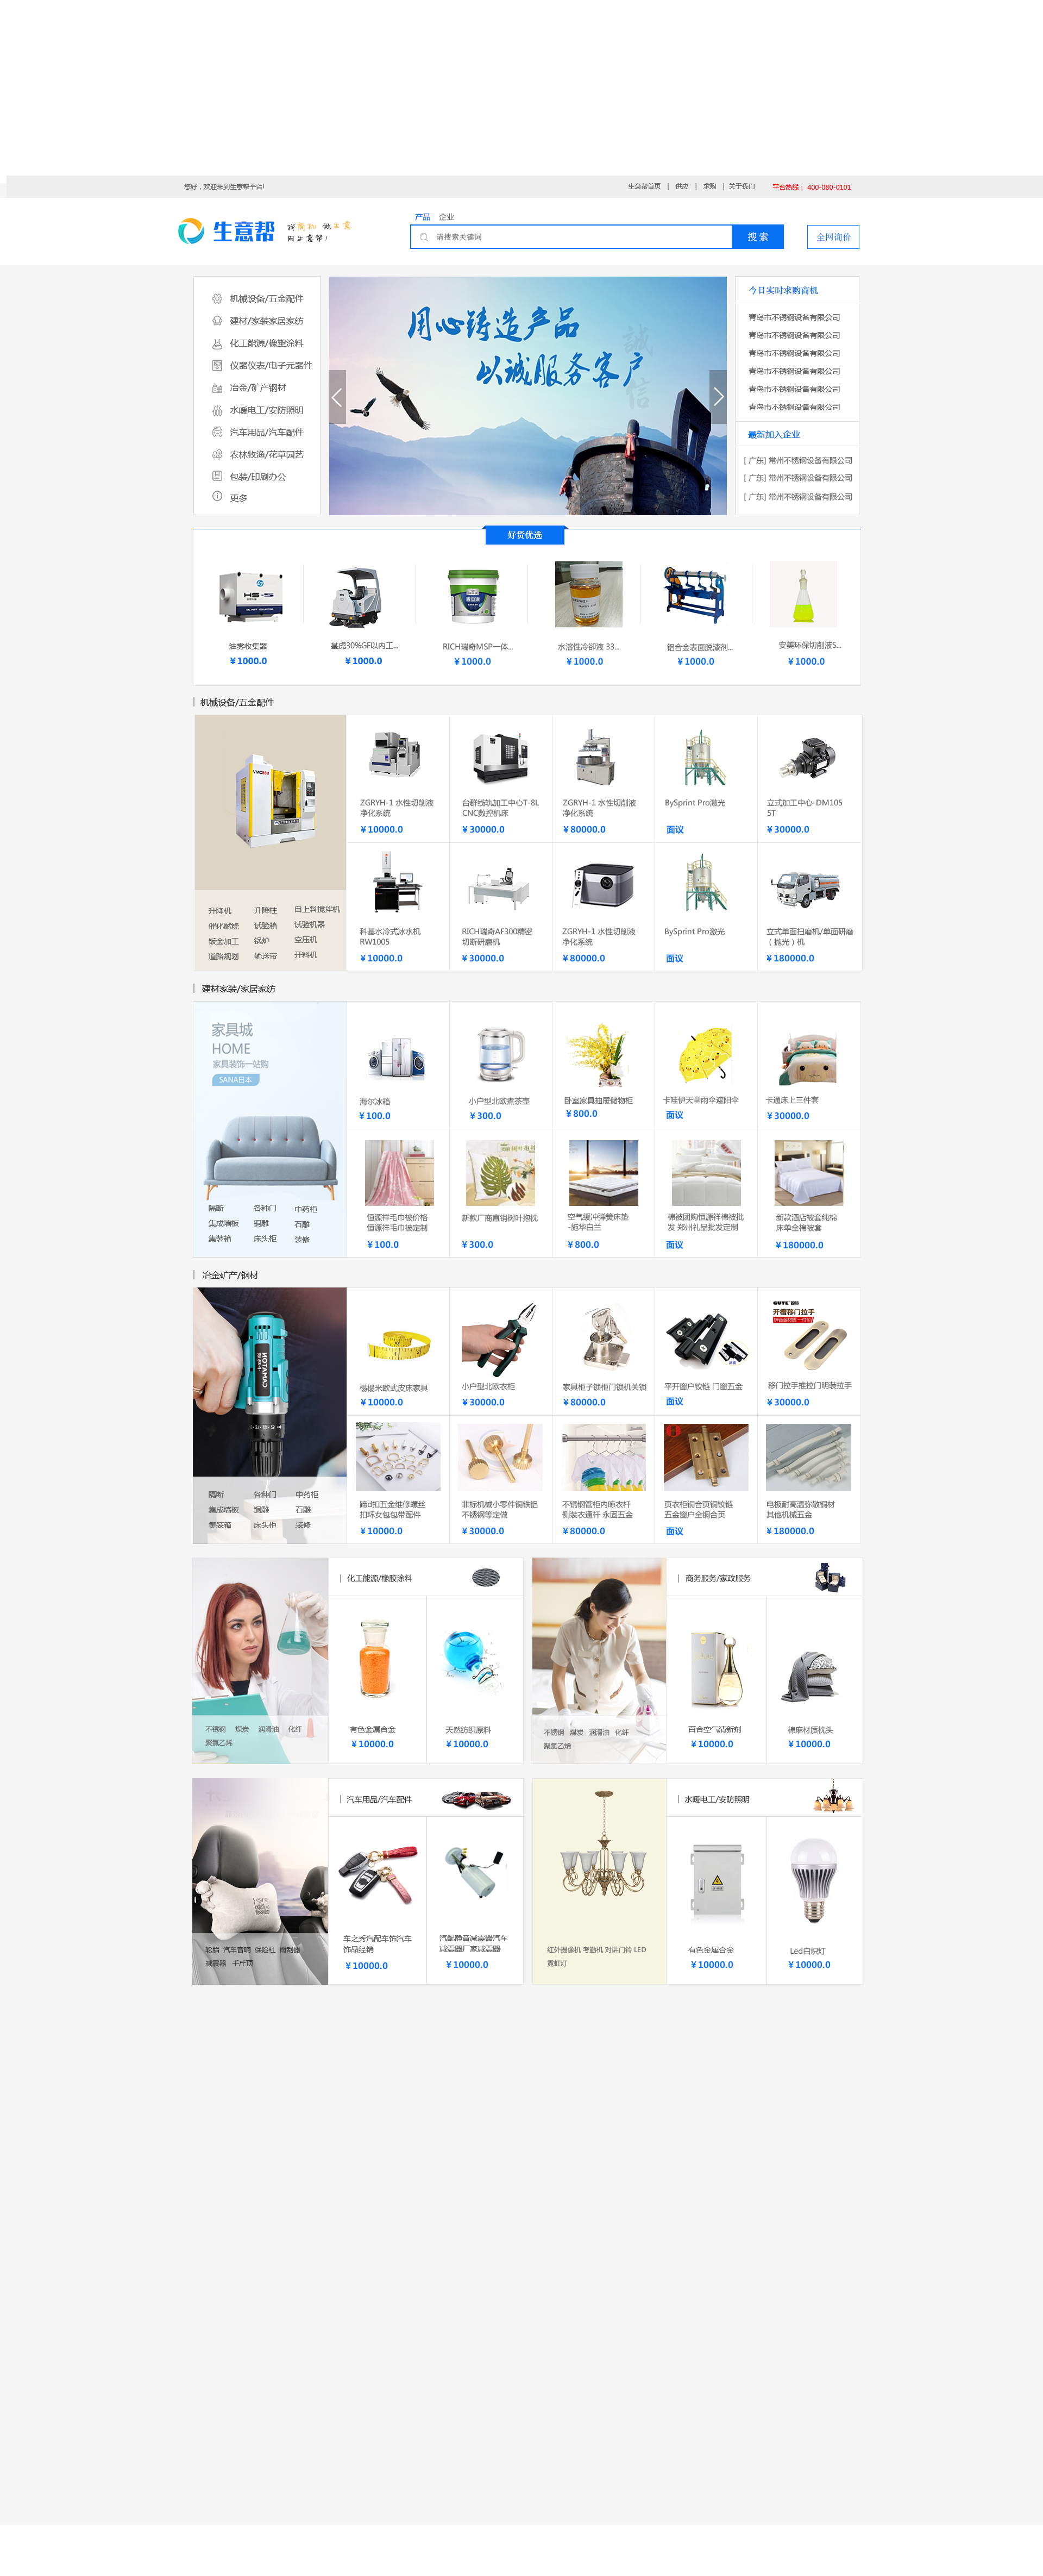 您好，欢迎来到生意帮平台!
生意帮首页 | 供应 | 求购 | 关于我们 平台热线： 400-080-0101
生意帮
找商机 做生意
用生意帮！
产品 企业
请搜索关键词
搜 索
全网询价
机械设备/五金配件
建材/家装家居家纺
化工能源/橡塑涂料
仪器仪表/电子元器件
冶金/矿产钢材
水暖电工/安防照明
汽车用品/汽车配件
农林牧渔/花草园艺
包装/印刷办公
更多
用心铸造产品
以诚服务客户
誠信
今日实时求购商机
青岛市不锈钢设备有限公司
青岛市不锈钢设备有限公司
青岛市不锈钢设备有限公司
青岛市不锈钢设备有限公司
青岛市不锈钢设备有限公司
青岛市不锈钢设备有限公司
最新加入企业
[ 广东] 常州不锈钢设备有限公司
[ 广东] 常州不锈钢设备有限公司
[ 广东] 常州不锈钢设备有限公司
好货优选
HS-S
油雾收集器
¥1000.0
基虎30%GF以内工...
¥1000.0
RICH瑞奇MSP一体...
¥1000.0
水溶性冷却液 33...
¥1000.0
铝合金表面脱漆剂...
¥1000.0
安美环保切削液S...
¥1000.0
机械设备/五金配件
升降机 升降柱 自上料搅拌机
催化燃烧 试验箱 试验机器
钣金加工 锅炉 空压机
道路规划 输送带 开料机
ZGRYH-1 水性切削液
净化系统
¥10000.0
台群线轨加工中心T-8L
CNC数控机床
¥30000.0
ZGRYH-1 水性切削液
净化系统
¥80000.0
BySprint Pro激光
面议
立式加工中心-DM105
5T
¥30000.0
科基水冷式冰水机
RW1005
¥10000.0
RICH瑞奇AF300精密
切断研磨机
¥30000.0
ZGRYH-1 水性切削液
净化系统
¥80000.0
BySprint Pro激光
面议
立式单面扫磨机/单面研磨
（抛光）机
¥180000.0
建材家装/家居家纺
家具城
HOME
家具装饰一站购
SANA日本
隔断 各种门 中药柜
集成墙板 铜雕 石雕
集装箱 床头柜 装修
海尔冰箱
¥100.0
小户型北欧煮茶壶
¥300.0
卧室家具抽屉储物柜
¥800.0
卡哇伊天堂雨伞遮阳伞
面议
卡通床上三件套
¥30000.0
恒源祥毛巾被价格
恒源祥毛巾被定制
¥100.0
新款厂商直销树叶抱枕
¥300.0
空气缓冲弹簧床垫
-施华白兰
¥800.0
棉被团购恒源祥棉被批
发 郑州礼品批发定制
面议
新款酒店被套纯棉
床单全棉被套
¥180000.0
冶金矿产/钢材
隔断 各种门 中药柜
集成墙板 铜雕 石雕
集装箱 床头柜 装修
榻榻米欧式皮床家具
¥10000.0
小户型北欧衣柜
¥30000.0
家具柜子锁柜门锁机关锁
¥80000.0
平开窗户铰链 门窗五金
面议
GUTE
开槽移门拉手
移门拉手推拉门明装拉手
¥30000.0
蹄d扣五金维修螺丝
扣环女包包带配件
¥10000.0
非标机械小零件铜铁铝
不锈钢等定做
¥30000.0
不锈钢管柜内晾衣杆
侧装衣通杆 永固五金
¥80000.0
页衣柜铜合页铜铰链
五金窗户全铜合页
面议
电极耐高温弥散铜材
其他机械五金
¥180000.0
化工能源/橡胶涂料
不锈钢 煤炭 润滑油 化纤
聚氯乙烯
有色金属合金
¥10000.0
天然纺织原料
¥10000.0
商务服务/家政服务
不锈钢 煤炭 润滑油 化纤
聚氯乙烯
百合空气清新剂
¥10000.0
棉麻材质枕头
¥10000.0
汽车用品/汽车配件
轮胎 汽车音响 保险杠 雨刮器
减震器 千斤顶
车之秀汽配车饰汽车
饰品经销
¥10000.0
汽配静音减震器汽车
减震器厂家减震器
¥10000.0
水暖电工/安防照明
红外摄像机 考勤机 对讲门铃 LED
霓虹灯
有色金属合金
¥10000.0
Led白炽灯
¥10000.0